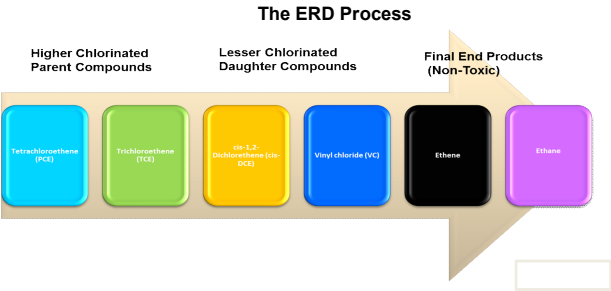 The ERD Process
Higher Chlorinated
Parent Compounds
Lesser Chlorinated
Daughter Compounds
Final End Products
(Non-Toxic)
Tetrachloroethene
(PCE)
Trichloroethene
(TCE)
cis-1,2-
Dichlorethene (cis-
DCE)
Vinyl chloride (VC)
Ethene
Ethane